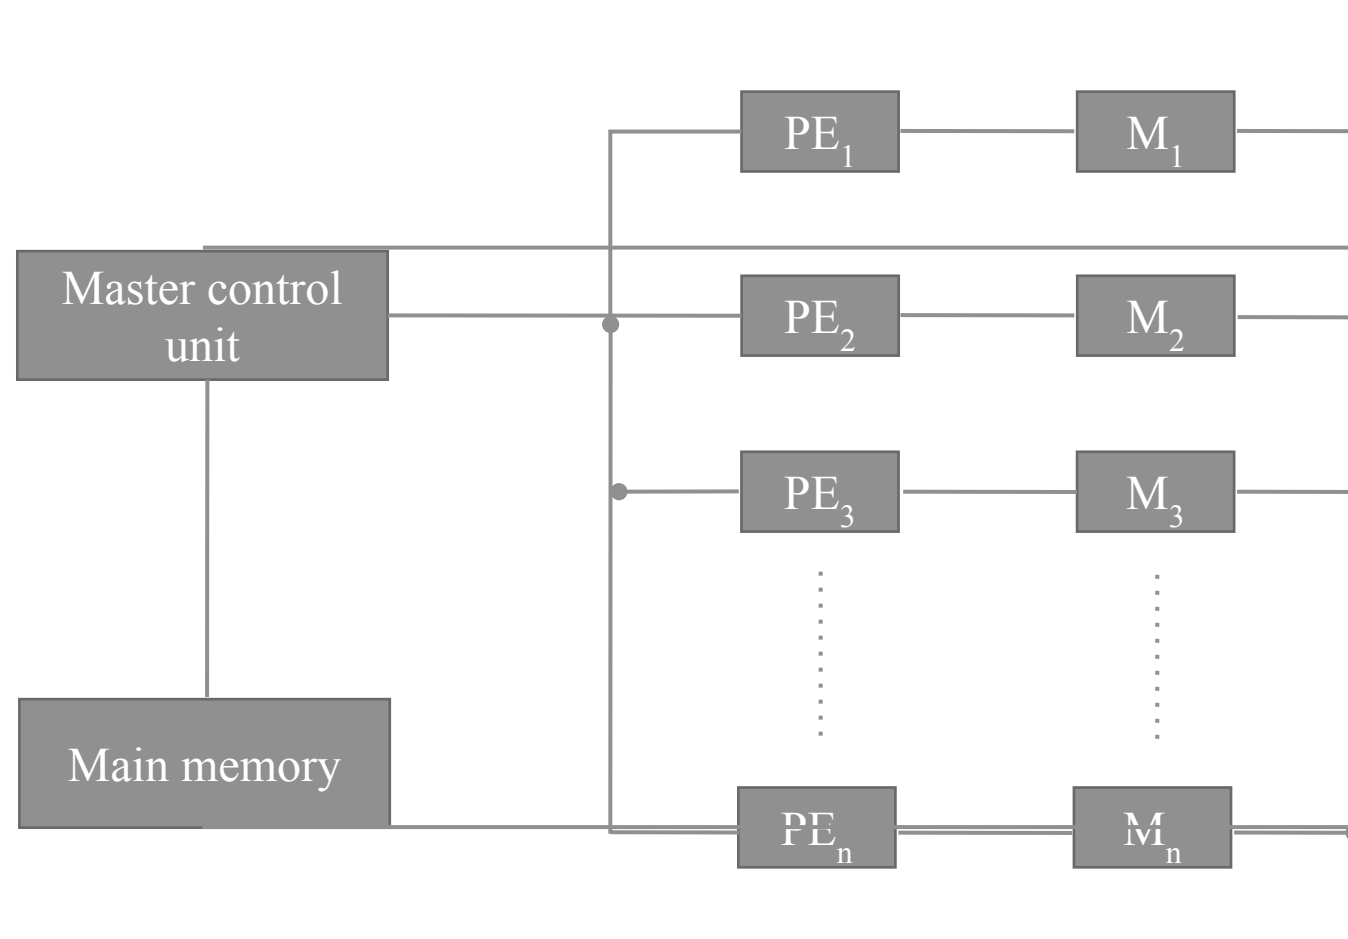 PE1
M1
Master control
unit
PE2
M2
PE3
M3
Main memory
PEn
Mn